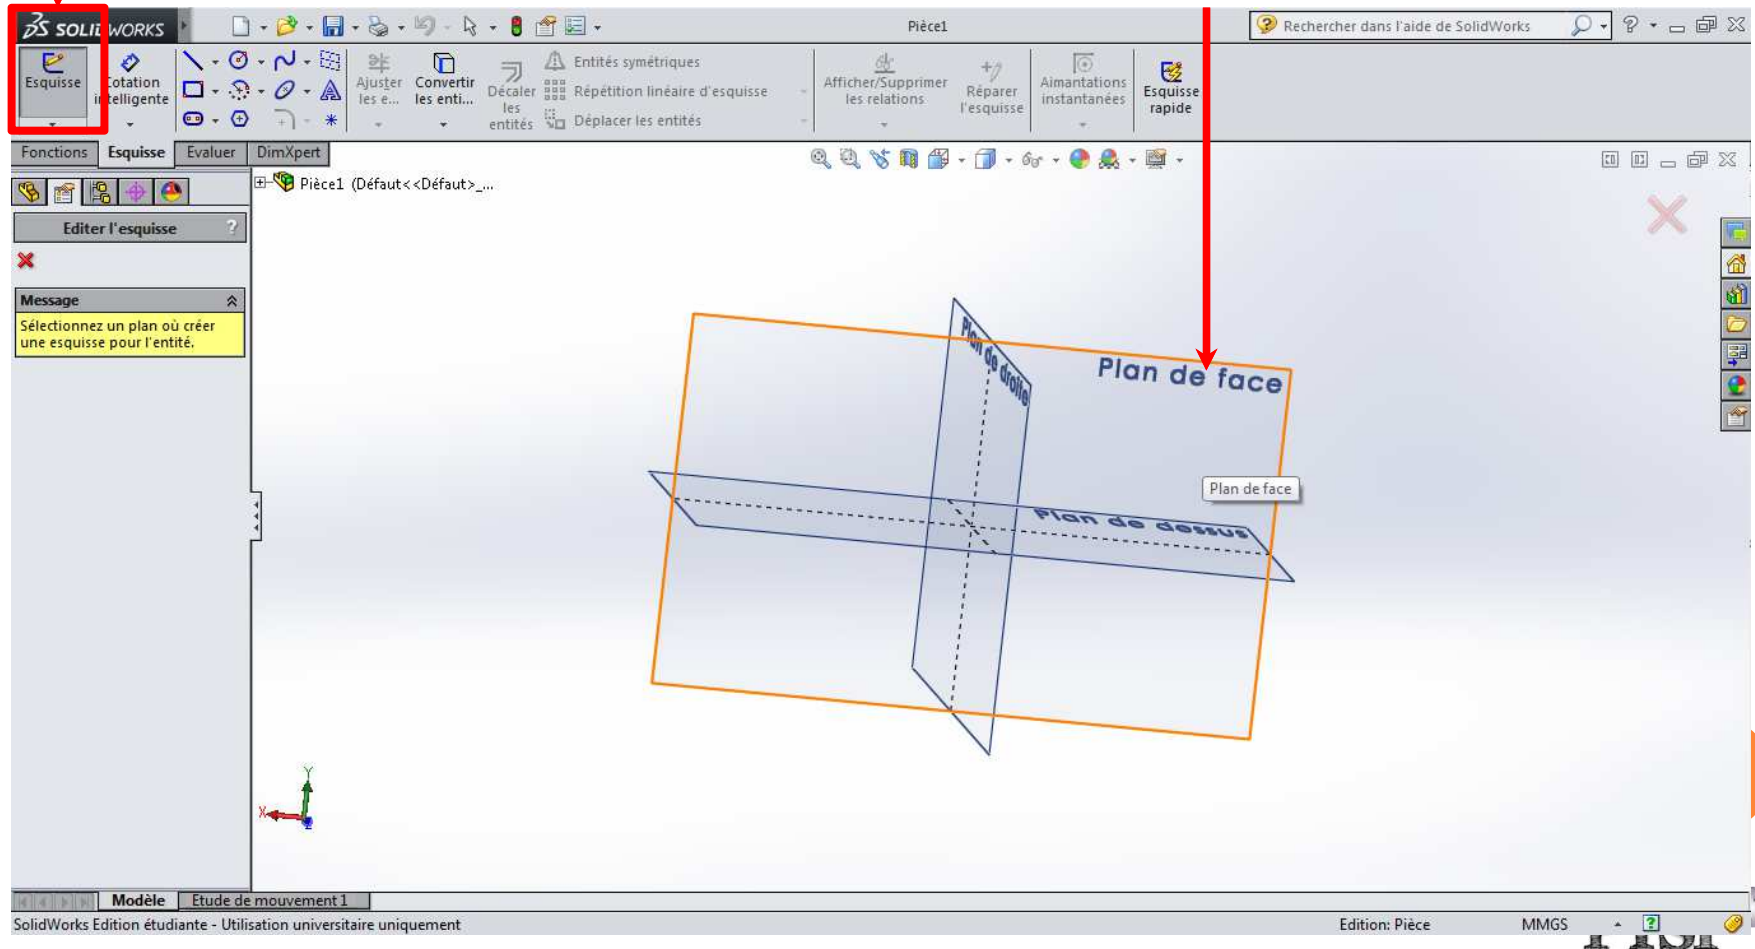 SOLIDWORKS
Pièce1
Rechercher dans l'aide de SolidWorks
Esquisse
Cotation
intelligente
Ajuster
les e...
Convertir
les enti...
Décaler
les
entités
Entités symétriques
Répétition linéaire d'esquisse
Déplacer les entités
Afficher/Supprimer
les relations
Réparer
l'esquisse
Aimantations
instantanées
Esquisse
rapide
Fonctions
Esquisse
Evaluer
DimXpert
Pièce1 (Défaut<<Défaut>_...
Editer l'esquisse
?
Message
Sélectionnez un plan où créer
une esquisse pour l'entité.
Plan de droite
Plan de face
Plan de face
Plan de dessus
Y
X
Modèle
Etude de mouvement 1
SolidWorks Edition étudiante - Utilisation universitaire uniquement
Edition: Pièce
MMGS